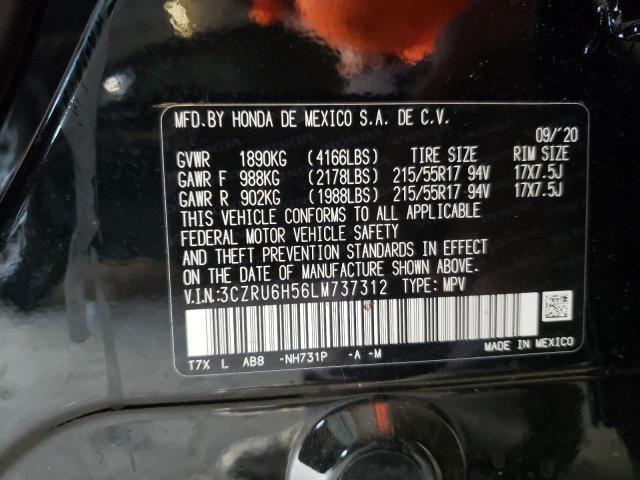 MFD.BY HONDA DE MEXICO S.A. DE C.V.
09/'20
GVWR 1890KG (4166LBS) TIRE SIZE RIM SIZE
GAWR F 988KG (2178LBS) 215/55R17 94V 17X7.5J
GAWR R 902KG (1988LBS) 215/55R17 94V 17X7.5J
THIS VEHICLE CONFORMS TO ALL APPLICABLE
FEDERAL MOTOR VEHICLE SAFETY
AND THEFT PREVENTION STANDARDS IN EFFECT
ON THE DATE OF MANUFACTURE SHOWN ABOVE.
V.I.N:3CZRU6H56LM737312 TYPE: MPV
T7X L AB8 -NH731P -A -M
MADE IN MEXICO